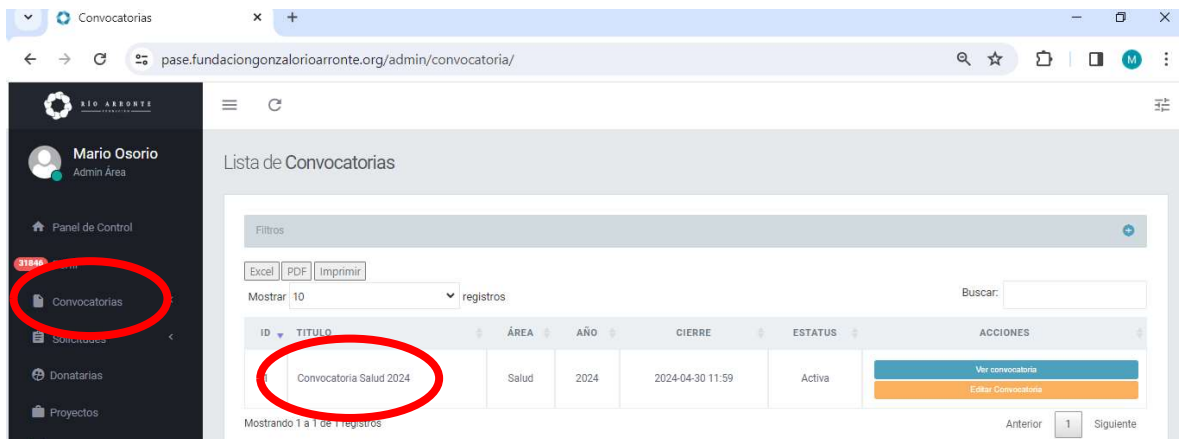 Convocatorias
pase.fundaciongonzalorioarronte.org/admin/convocatoria/
M
RÍO ARRONTE
Mario Osorio
Admin Área
Lista de Convocatorias
Panel de Control
31846
Convocatorias
Solicitudes
Donatarias
Proyectos
Filtros
Excel PDF Imprimir
Mostrar 10 registros
Buscar:
ID TITULO ÁREA AÑO CIERRE ESTATUS ACCIONES
Convocatoria Salud 2024 Salud 2024 2024-04-30 11:59 Activa
Ver convocatoria
Editar Convocatoria
Mostrando 1 a 1 de 1 registros
Anterior 1 Siguiente